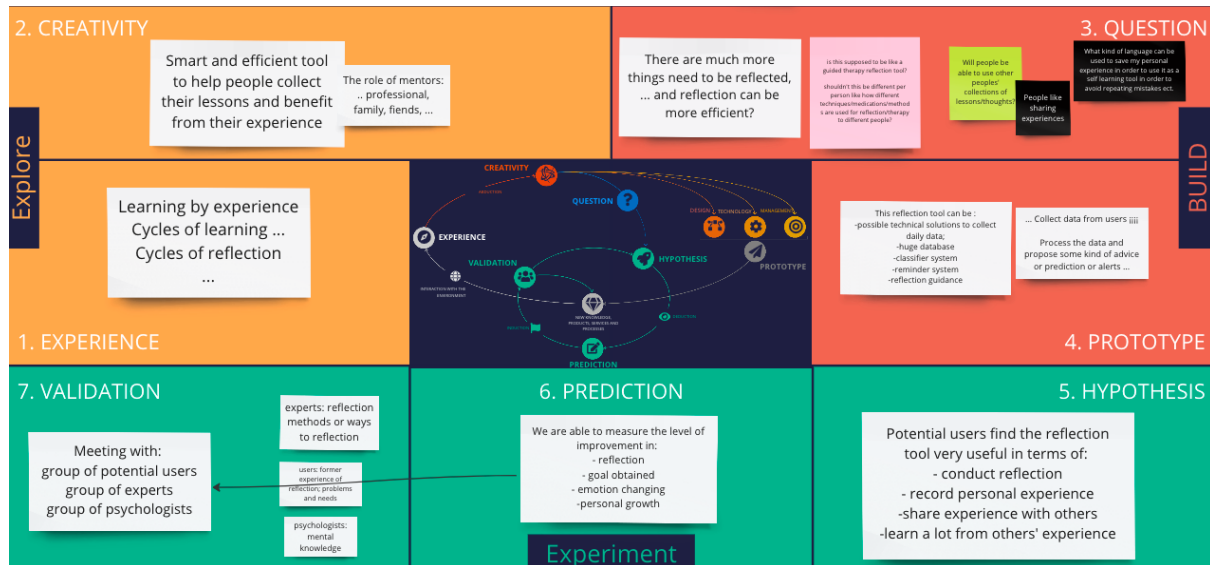 2. CREATIVITY
Smart and efficient tool
to help people collect
their lessons and benefit
from their experience
The role of mentors:
.. professional,
family, fiends, ...
3. QUESTION
There are much more
things need to be reflected,
... and reflection can be
more efficient?
is this supposed to be like a
guided therapy reflection tool?
shouldn't this be different per
person like how different
techniques/medications/method
s are used for reflection/therapy
to different people?
Will people be
able to use other
peoples'
collections of
lessons/thoughts?
People like
sharing
experiences
What kind of language can be
used to save my personal
experience in order to use it as a
self learning tool in order to
avoid repeating mistakes ect.
Explore
BUILD
Learning by experience
Cycles of learning ...
Cycles of reflection
...
1. EXPERIENCE
CREATIVITY
QUESTION
DESIGN
TECHNOLOGY
MANAGEMENT
EXPERIENCE
VALIDATION
HYPOTHESIS
PROTOTYPE
INTERACTION WITH THE
ENVIRONMENT
NEW KNOWLEDGE,
PRODUCTS, SERVICES AND
PROCESSES
PREDICTION
This reflection tool can be :
-possible technical solutions to collect
daily data;
-huge database
-classifier system
-reminder system
-reflection guidance
... Collect data from users ¡¡¡¡
Process the data and
propose some kind of advice
or prediction or alerts ...
4. PROTOTYPE
7. VALIDATION
Meeting with:
group of potential users
group of experts
group of psychologists
experts: reflection
methods or ways
to reflection
users: former
experience of
reflection; problems
and needs
psychologists:
mental
knowledge
6. PREDICTION
We are able to measure the level of
improvement in:
- reflection
- goal obtained
- emotion changing
-personal growth
Experiment
5. HYPOTHESIS
Potential users find the reflection
tool very useful in terms of:
- conduct reflection
- record personal experience
-share experience with others
-learn a lot from others' experience